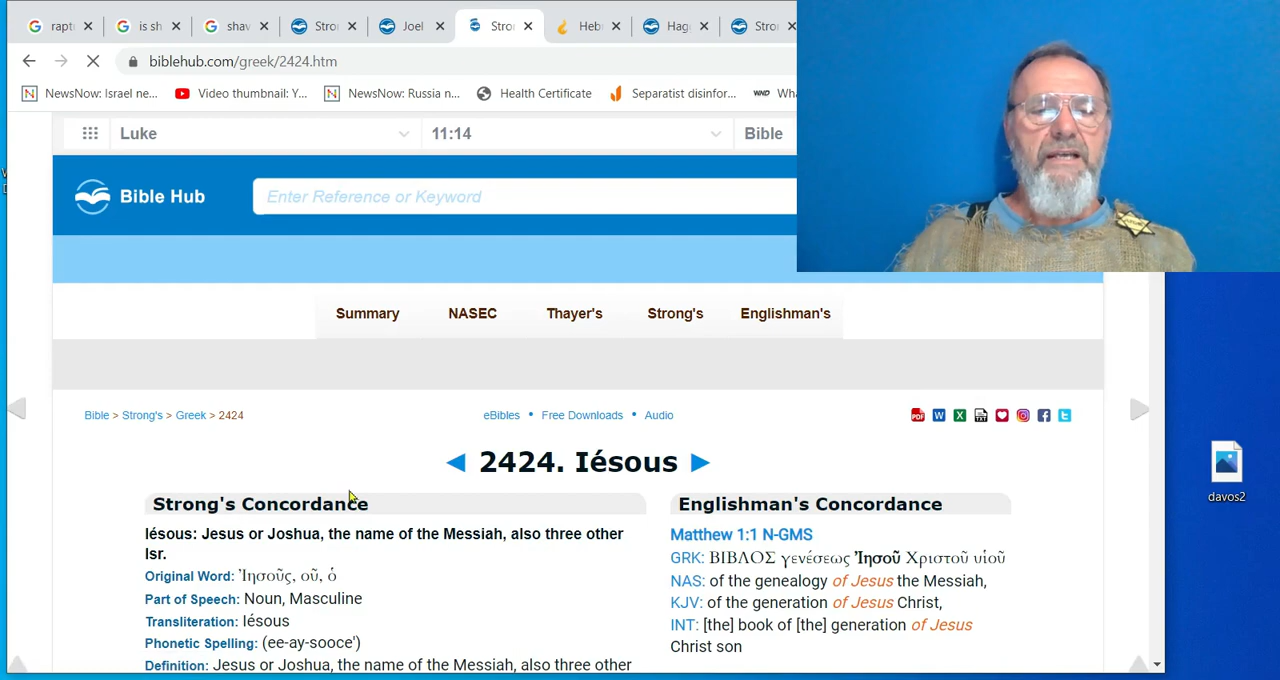 rapt
is sh
shav
Stro
Joel
Stro
Heb
Hag
Stro
biblehub.com/greek/2424.htm
NewsNow: Israel ne...
Video thumbnail: Y...
NewsNow: Russia n...
Health Certificate
Separatist disinfor...
WND
Wha
Luke
11:14
Bible
Bible Hub
Enter Reference or Keyword
Summary
NASEC
Thayer's
Strong's
Englishman's
Bible > Strong's > Greek > 2424
eBibles • Free Downloads • Audio
◄ 2424. Iésous ►
Strong's Concordance
Iésous: Jesus or Joshua, the name of the Messiah, also three other
Isr.
Original Word: Ἰησοῦς, οῦ, ὁ
Part of Speech: Noun, Masculine
Transliteration: Iésous
Phonetic Spelling: (ee-ay-sooce')
Definition: Jesus or Joshua, the name of the Messiah, also three other
Englishman's Concordance
Matthew 1:1 N-GMS
GRK: ΒΙΒΛΟΣ γενέσεως Ἰησοῦ Χριστοῦ υἱοῦ
NAS: of the genealogy of Jesus the Messiah,
KJV: of the generation of Jesus Christ,
INT: [the] book of [the] generation of Jesus
Christ son
davos2